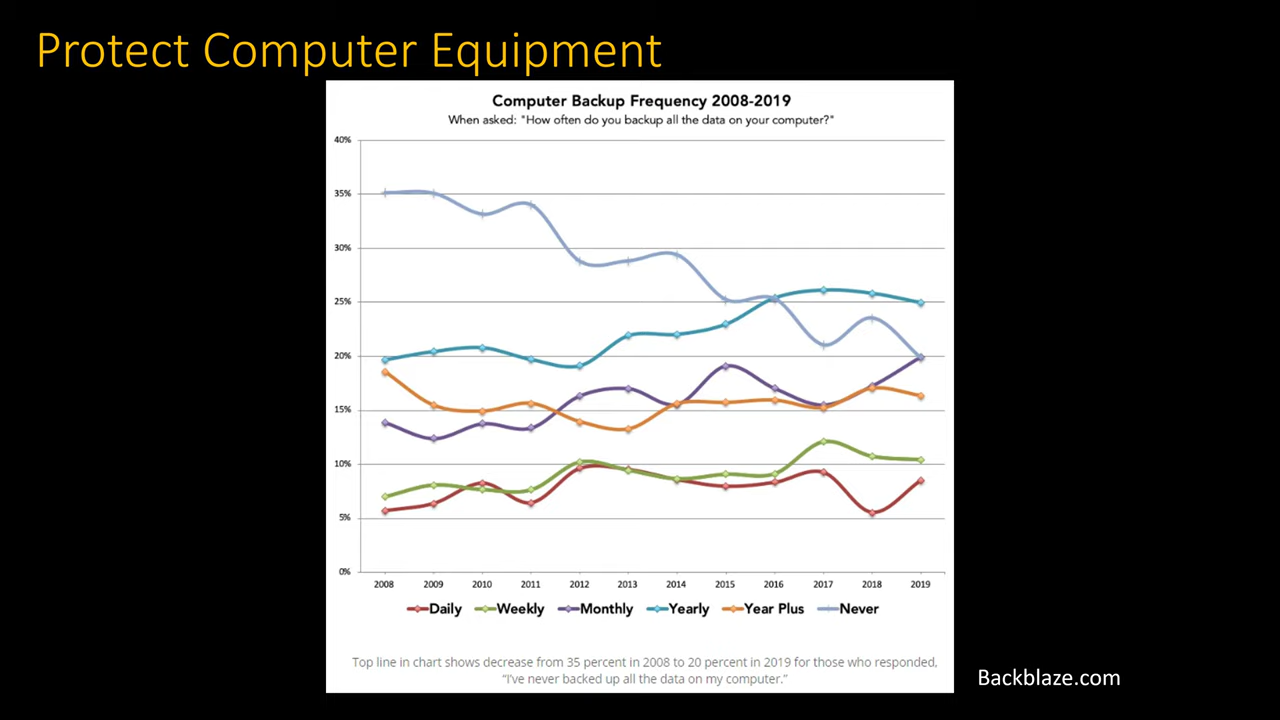 Protect Computer Equipment
Computer Backup Frequency 2008-2019
When asked: "How often do you backup all the data on your computer?"
40%
35%
30%
25%
20%
15%
10%
5%
0%
2008 2009 2010 2011 2012 2013 2014 2015 2016 2017 2018 2019
Daily Weekly Monthly Yearly Year Plus Never
Top line in chart shows decrease from 35 percent in 2008 to 20 percent in 2019 for those who responded,
"I've never backed up all the data on my computer."
Backblaze.com